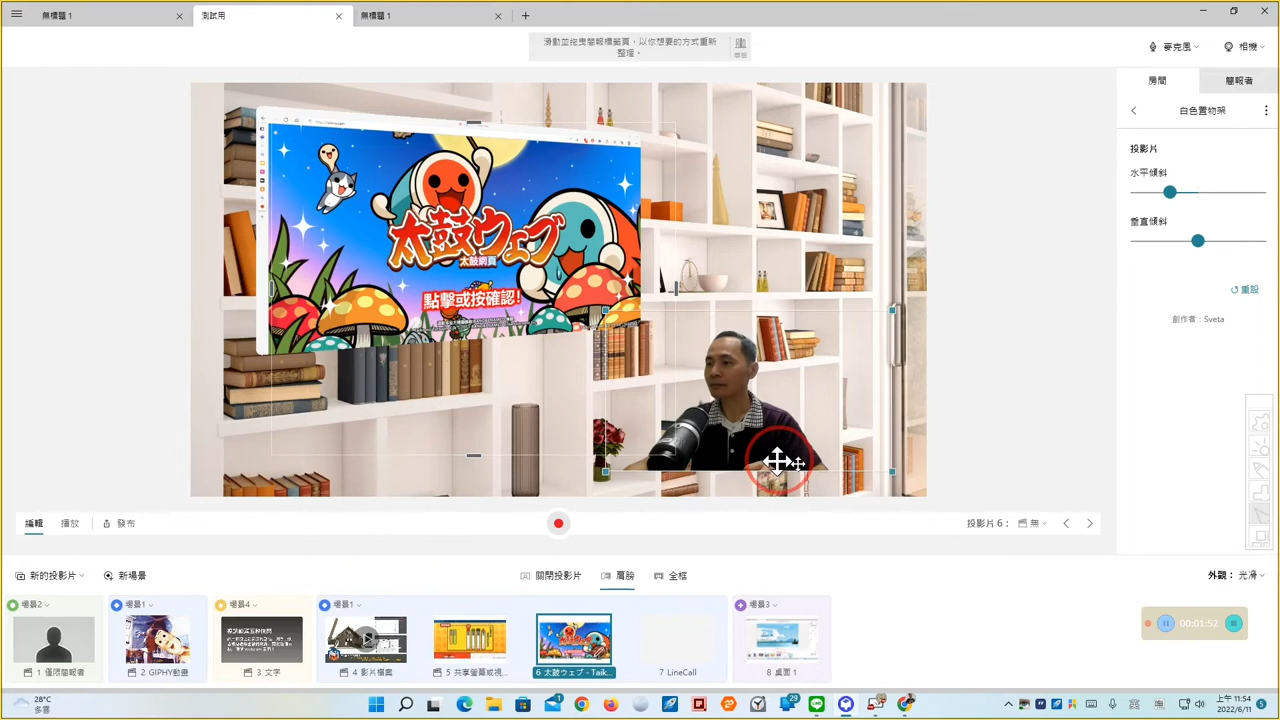 無標題 1
測試用
無標題 1
滑動並拖曳簡報標籤頁,以你想要的方式重新
整理。
麥克風
相機
房間
簡報者
白色置物架
投影片
水平傾斜
垂直傾斜
重設
創作者:Sveta
太鼓ウェブ
太鼓網頁
點擊或按確認!
編輯
播放
發布
投影片 6:
無
新的投影片
新場景
關閉投影片
肩膀
全框
外觀:光滑
場景2
場景1
場景4
場景1
場景3
1 僅限簡報者
2 GIPHY動畫
3 文字
4 影片檔案
5 共享螢幕或視...
6 太鼓ウェブ - Taik...
7 LineCall
8 桌面 1
00:01:52
28°C
多雲
1
29
英
上午 11:54
2022/6/11
5